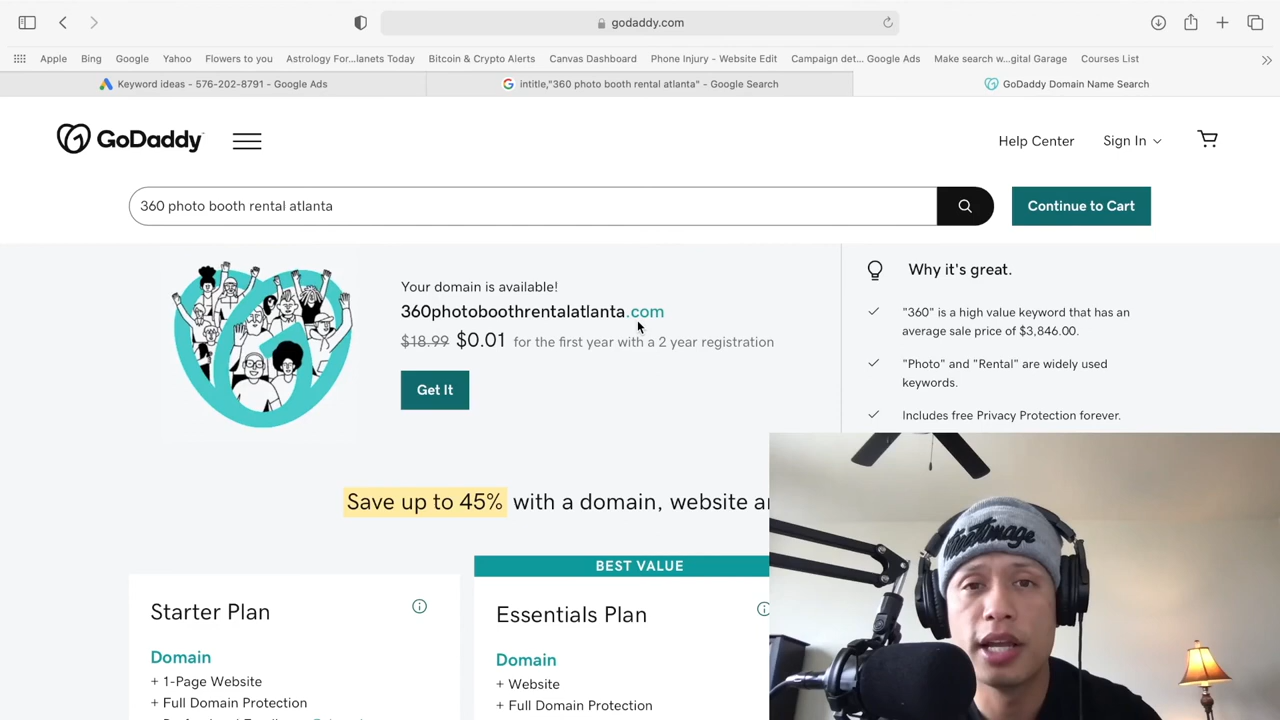 godaddy.com
Apple Bing Google Yahoo Flowers to you Astrology For...lanets Today Bitcoin & Crypto Alerts Canvas Dashboard Phone Injury - Website Edit Campaign det... Google Ads Make search w...gital Garage Courses List
Keyword ideas - 576-202-8791 - Google Ads
intitle,"360 photo booth rental atlanta" - Google Search
GoDaddy Domain Name Search
GoDaddy
Help Center
Sign In
360 photo booth rental atlanta
Continue to Cart
Your domain is available!
360photoboothrentalatlanta.com
$18.99 $0.01 for the first year with a 2 year registration
Get It
Why it's great.
"360" is a high value keyword that has an
average sale price of $3,846.00.
"Photo" and "Rental" are widely used
keywords.
Includes free Privacy Protection forever.
Save up to 45% with a domain, website
BEST VALUE
Starter Plan
Domain
+ 1-Page Website
+ Full Domain Protection
Essentials Plan
Domain
+ Website
+ Full Domain Protection